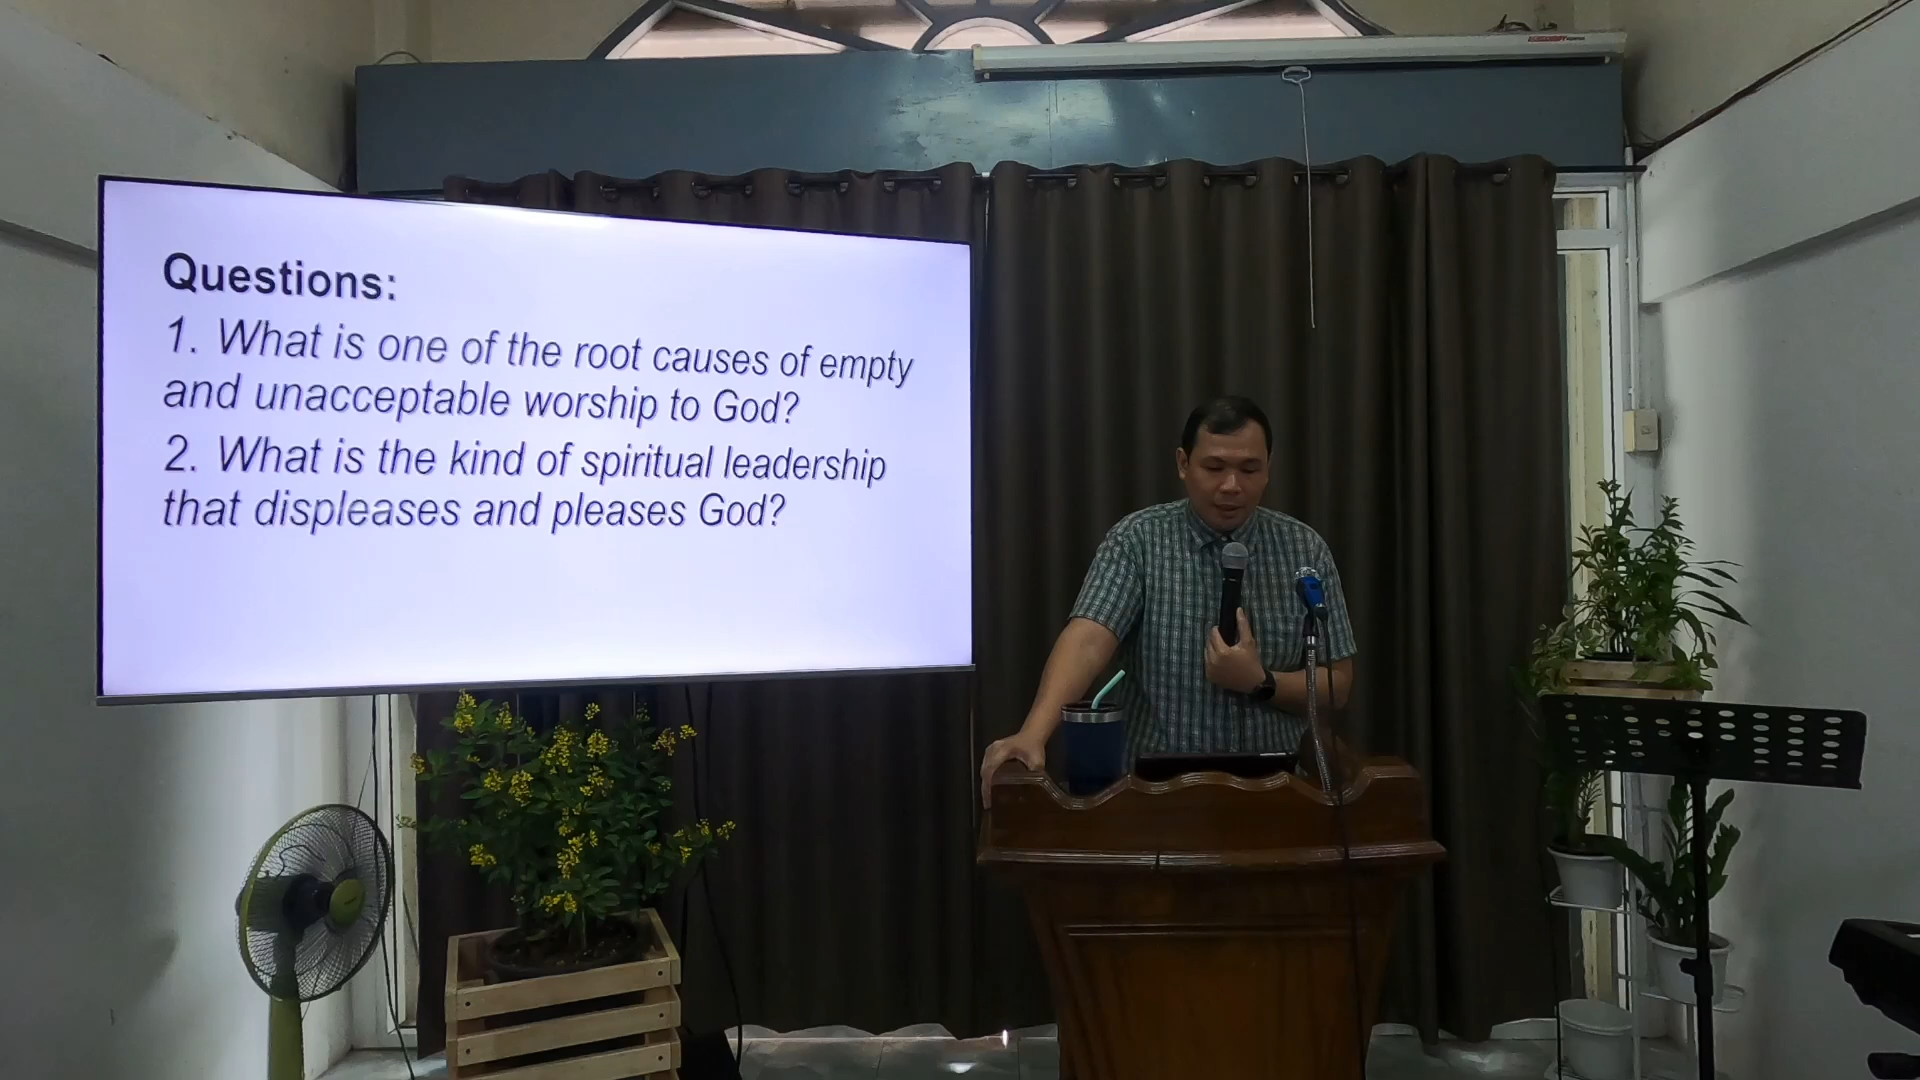 Questions:
1. What is one of the root causes of empty
and unacceptable worship to God?
2. What is the kind of spiritual leadership
that displeases and pleases God?